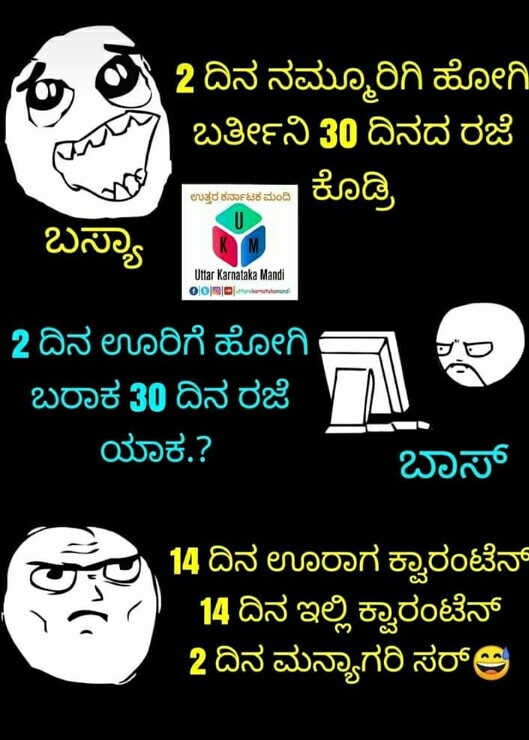 2 ದಿನ ನಮ್ಮೂರಿಗಿ ಹೋಗಿ
ಬರ್ತೀನಿ 30 ದಿನದ ರಜೆ
ಕೊಡ್ರಿ
ಬಸ್ಯಾ
ಉತ್ತರ ಕರ್ನಾಟಕ ಮಂದಿ
U
K M
Uttar Karnataka Mandi
uttarakarnatakamandi
2 ದಿನ ಊರಿಗೆ ಹೋಗಿ
ಬರಾಕ 30 ದಿನ ರಜೆ
ಯಾಕ.?
ಬಾಸ್
14 ದಿನ ಊರಾಗ ಕ್ವಾರಂಟೆನ್
14 ದಿನ ಇಲ್ಲಿ ಕ್ವಾರಂಟೆನ್
2 ದಿನ ಮನ್ಯಾಗರಿ ಸರ್😅